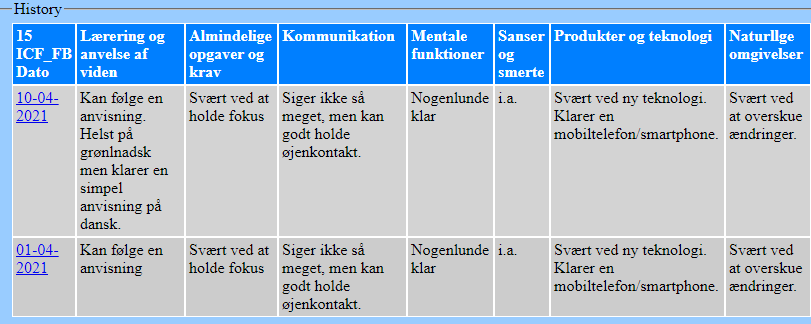 History
15 ICF_FB Dato
Lærering og anvelse af viden
Almindelige opgaver og krav
Kommunikation
Mentale funktioner
Sanser og smerte
Produkter og teknologi
Naturllge omgivelser
10-04-2021
Kan følge en anvisning. Helst på grønlnadsk men klarer en simpel anvisning på dansk.
Svært ved at holde fokus
Siger ikke så meget, men kan godt holde øjenkontakt.
Nogenlunde klar
i.a.
Svært ved ny teknologi. Klarer en mobiltelefon/smartphone.
Svært ved at overskue ændringer.
01-04-2021
Kan følge en anvisning
Svært ved at holde fokus
Siger ikke så meget, men kan godt holde øjenkontakt.
Nogenlunde klar
i.a.
Svært ved ny teknologi. Klarer en mobiltelefon/smartphone.
Svært ved at overskue ændringer.